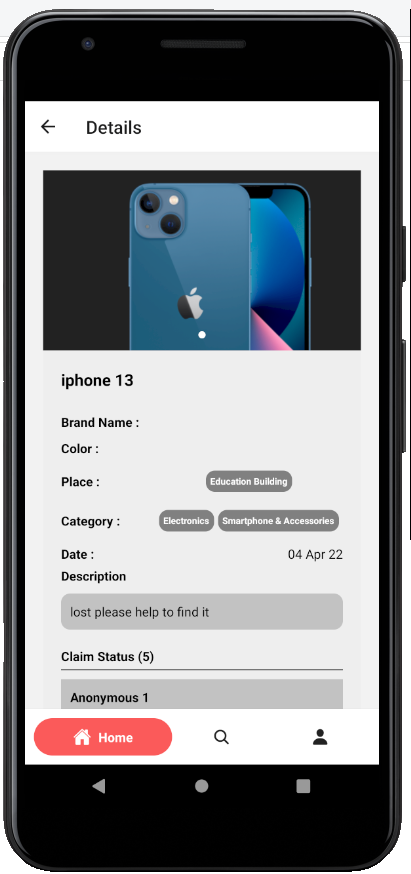 Details
iphone 13
Brand Name :
Color :
Place : Education Building
Category : Electronics Smartphone & Accessories
Date : 04 Apr 22
Description
lost please help to find it
Claim Status (5)
Anonymous 1
Home